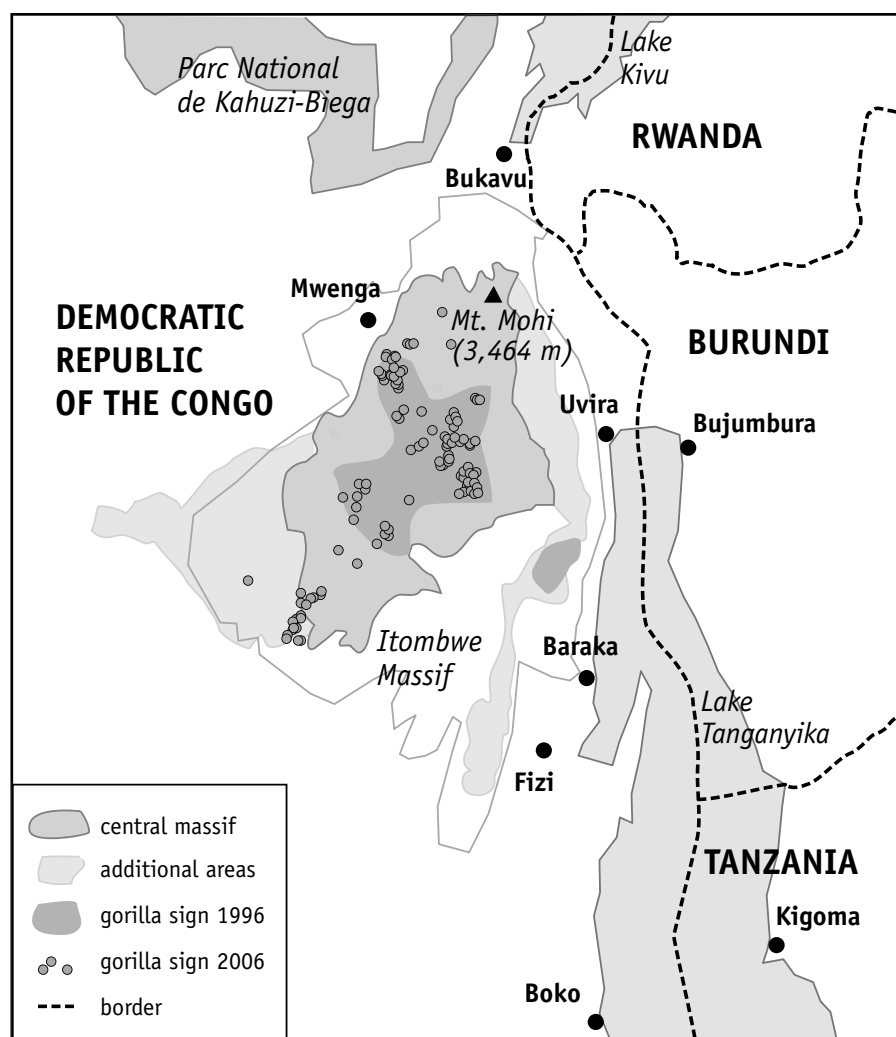 Lake
Kivu
Parc National
de Kahuzi-Biega
RWANDA
Bukavu
Mwenga
DEMOCRATIC
REPUBLIC
OF THE CONGO
Mt. Mohi
(3,464 m)
BURUNDI
Uvira
Bujumbura
Itombwe
Massif
Baraka
Lake
Tanganyika
Fizi
TANZANIA
Kigoma
Boko
central massif
additional areas
gorilla sign 1996
gorilla sign 2006
border